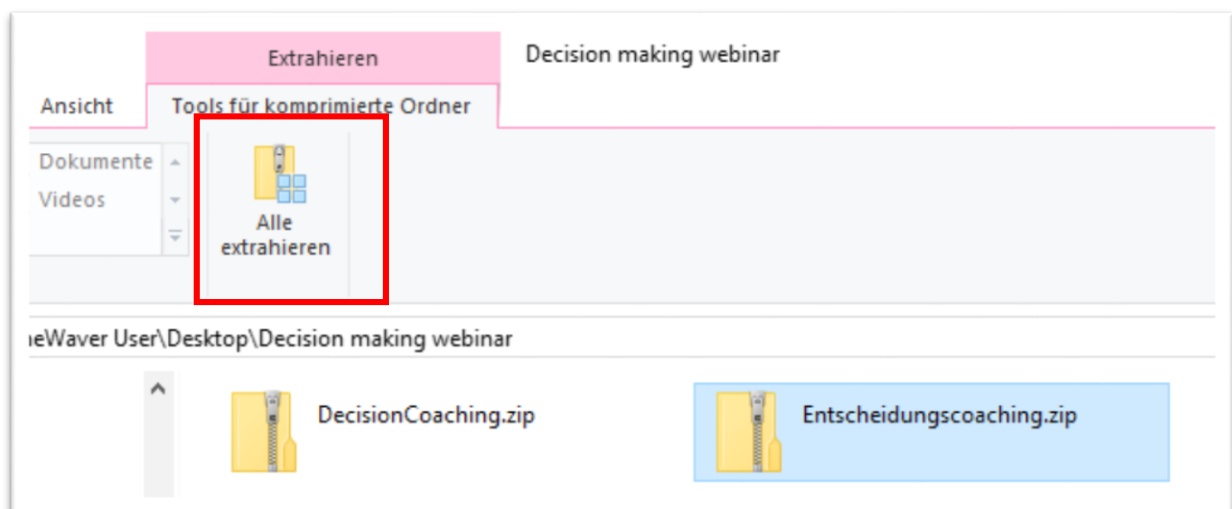 Extrahieren
Decision making webinar
Ansicht
Tools für komprimierte Ordner
Dokumente
Videos
Alle
extrahieren
neWaver User\Desktop\Decision making webinar
DecisionCoaching.zip
Entscheidungscoaching.zip